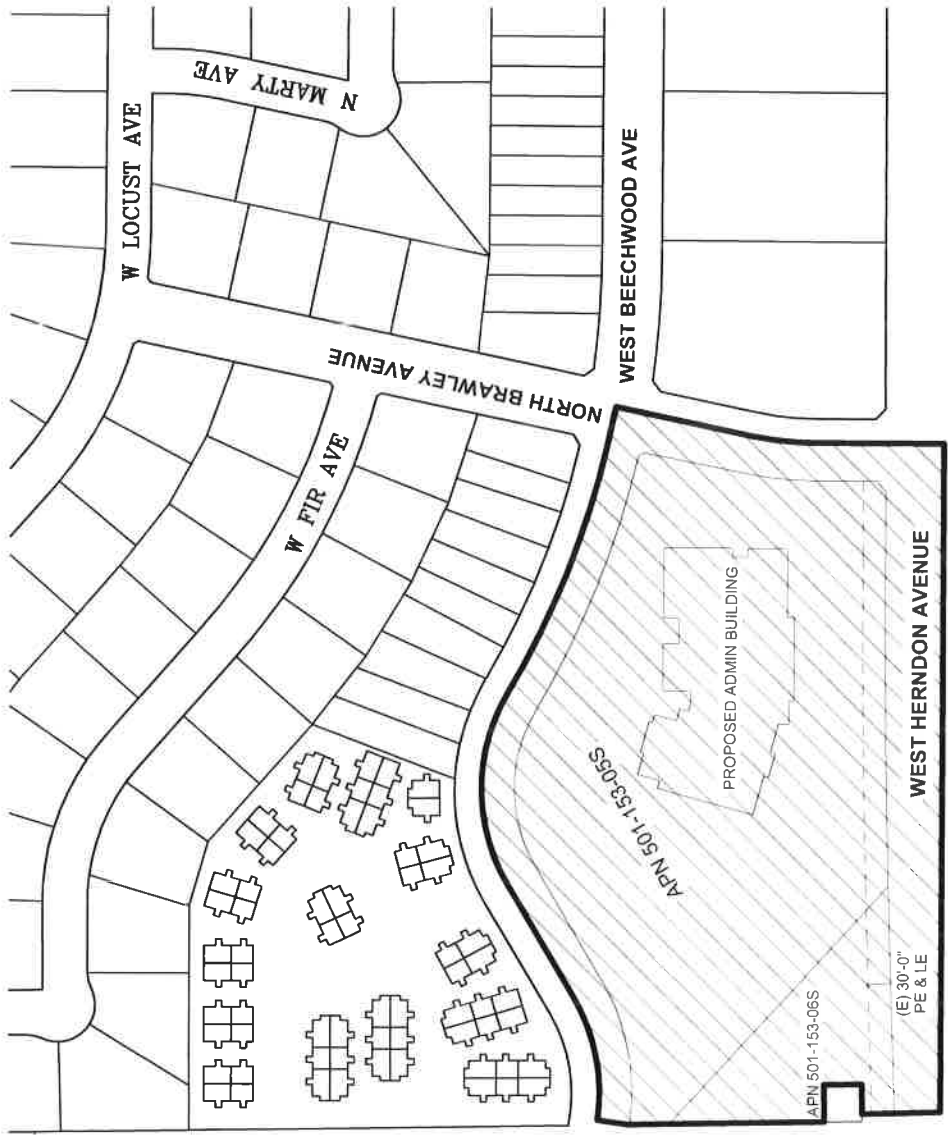 N MARTY AVE
W LOCUST AVE
WEST BEECHWOOD AVE
NORTH BRAWLEY AVENUE
W FIR AVE
PROPOSED ADMIN BUILDING
APN 501-153-05S
WEST HERNDON AVENUE
APN 501-153-06S
(E) 30'-0"
PE & LE